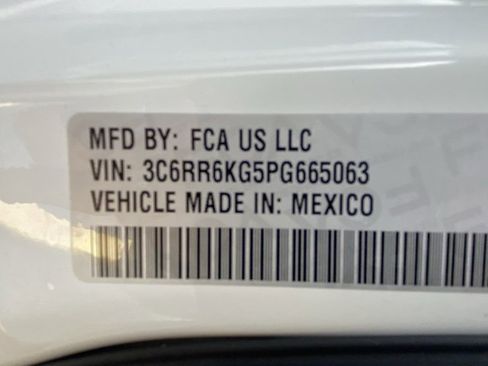 MFD BY: FCA US LLC
VIN: 3C6RR6KG5PG665063
VEHICLE MADE IN: MEXICO